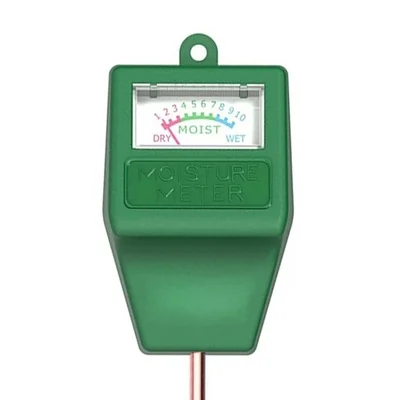 1 2 3 4 5 6 7 8 9 10
MOIST
DRY WET
MOISTURE
METER